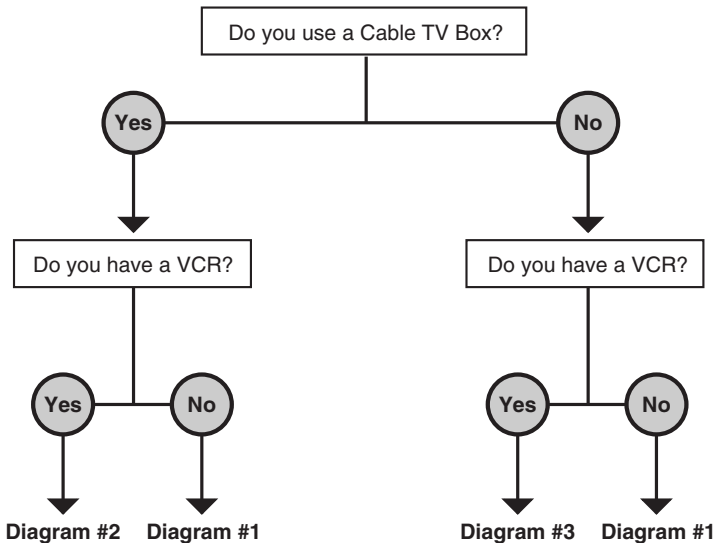 Do you use a Cable TV Box?
Yes
No
Do you have a VCR?
Do you have a VCR?
Yes
No
Yes
No
Diagram #2
Diagram #1
Diagram #3
Diagram #1